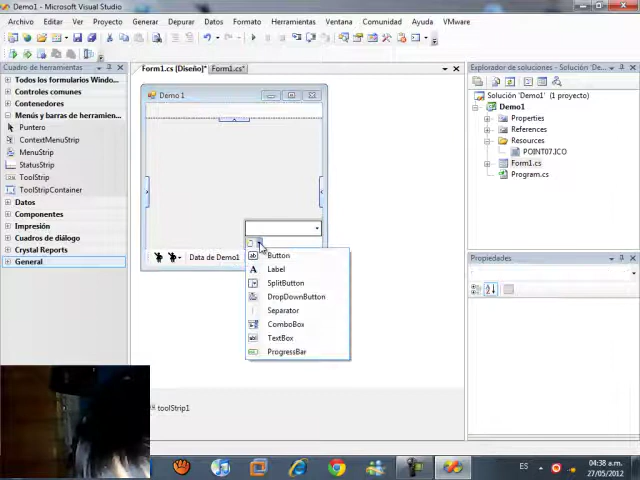 Demo1 - Microsoft Visual Studio
Archivo Editar Ver Proyecto Generar Depurar Datos Formato Herramientas Ventana Comunidad Ayuda VMware
Cuadro de herramientas
Todos los formularios Windo...
Controles comunes
Contenedores
Menús y barras de herramien...
Puntero
ContextMenuStrip
MenuStrip
StatusStrip
ToolStrip
ToolStripContainer
Datos
Componentes
Impresión
Cuadros de diálogo
Crystal Reports
General
Form1.cs [Diseño]* Form1.cs*
Demo 1
Data de Demo1
Button
Label
SplitButton
DropDownButton
Separator
ComboBox
TextBox
ProgressBar
toolStrip1
Explorador de soluciones - Solución 'De...
Solución 'Demo1' (1 proyecto)
Demo1
Properties
References
Resources
POINT07.ICO
Form1.cs
Program.cs
Propiedades
ES
04:38 a.m.
27/05/2012